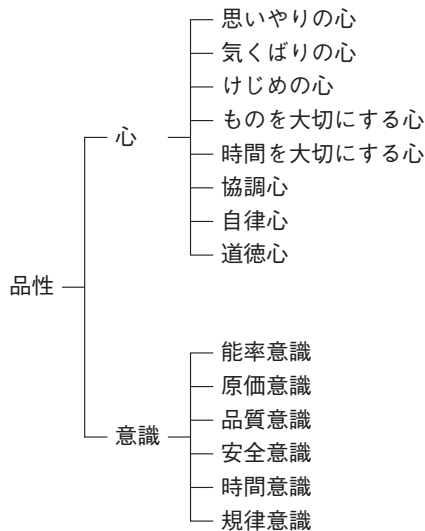 思いやりの心
気くばりの心
けじめの心
ものを大切にする心
心
時間を大切にする心
協調心
自律心
道徳心
品性
能率意識
原価意識
品質意識
意識
安全意識
時間意識
規律意識